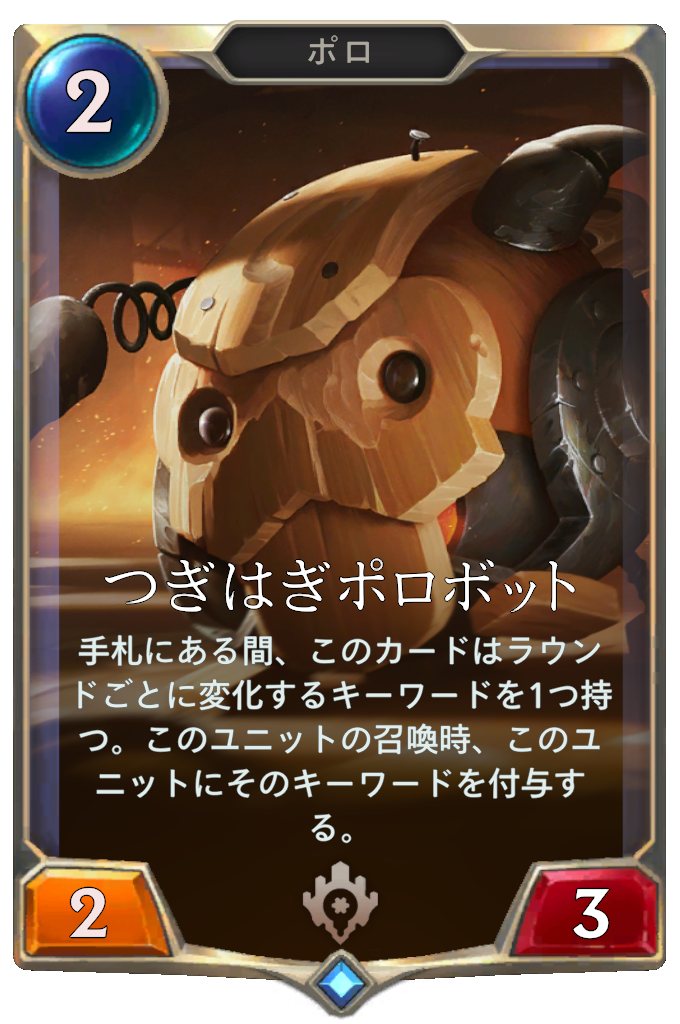 ポロ
2
つぎはぎポロボット
手札にある間、このカードはラウン
ドごとに変化するキーワードを1つ持
つ。このユニットの召喚時、このユ
ニットにそのキーワードを付与す
る。
2
3